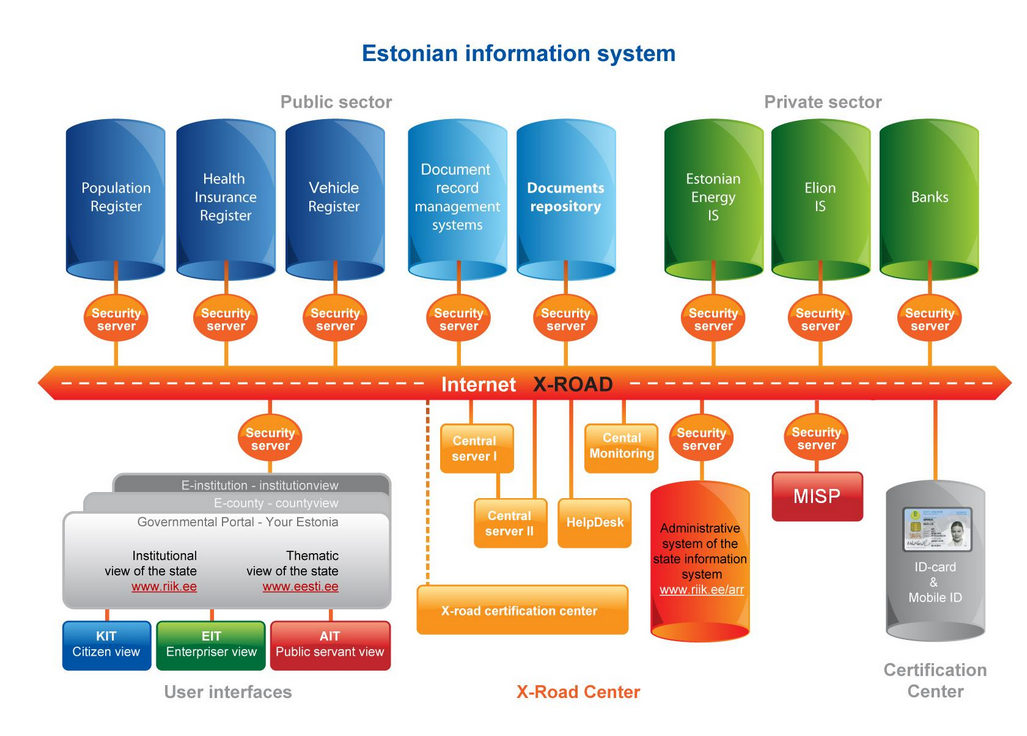 Estonian information system
Public sector
Private sector
Population
Register
Health
Insurance
Register
Vehicle
Register
Document
record
management
systems
Documents
repository
Estonian
Energy
IS
Elion
IS
Banks
Security
server
Security
server
Security
server
Security
server
Security
server
Security
server
Security
server
Security
server
Internet X-ROAD
Security
server
E-institution - institutionview
E-county - countyview
Governmental Portal - Your Estonia
Institutional
view of the state
www.riik.ee
Thematic
view of the state
www.eesti.ee
KIT
Citizen view
EIT
Enterpriser view
AIT
Public servant view
User interfaces
Central
server I
Central
server II
HelpDesk
Cental
Monitoring
X-road certification center
X-Road Center
Security
server
Administrative
system of the
state information
system
www.riik.ee/arr
Security
server
MISP
ID-card
&
Mobile ID
Certification
Center